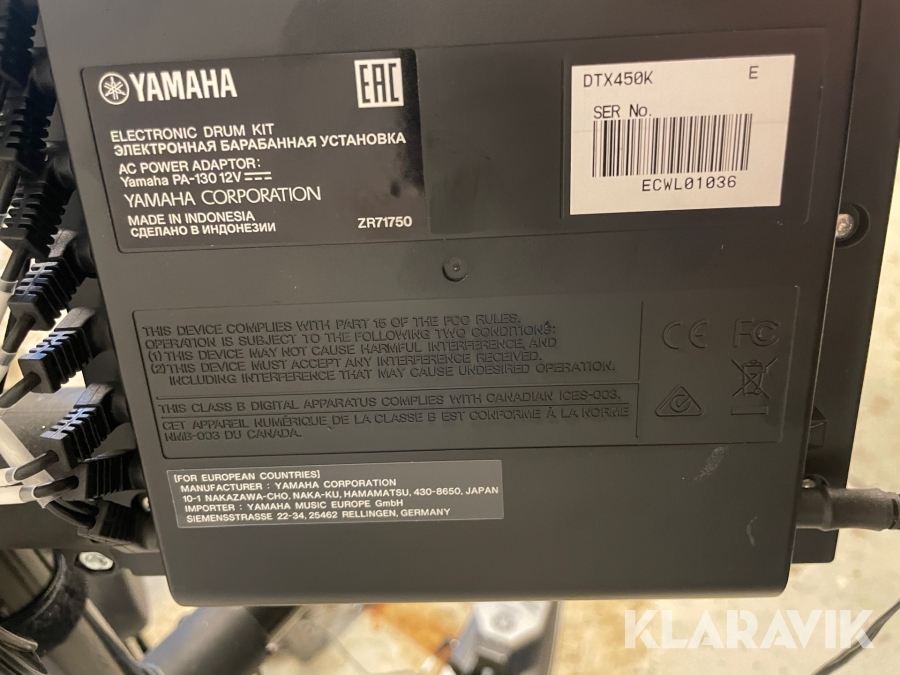 YAMAHA
EAC
ELECTRONIC DRUM KIT
ЭЛЕКТРОННАЯ БАРАБАННАЯ УСТАНОВКА
AC POWER ADAPTOR:
Yamaha PA-130 12V
YAMAHA CORPORATION
MADE IN INDONESIA
СДЕЛАНО В ИНДОНЕЗИИ
ZR71750
DTX450K E
SER No.
ECWL01036
THIS DEVICE COMPLIES WITH PART 15 OF THE FCC RULES.
OPERATION IS SUBJECT TO THE FOLLOWING TWO CONDITIONS:
(1) THIS DEVICE MAY NOT CAUSE HARMFUL INTERFERENCE, AND
(2) THIS DEVICE MUST ACCEPT ANY INTERFERENCE RECEIVED.
INCLUDING INTERFERENCE THAT MAY CAUSE UNDESIRED OPERATION.
CE FC
THIS CLASS B DIGITAL APPARATUS COMPLIES WITH CANADIAN ICES-003.
CET APPAREIL NUMÉRIQUE DE LA CLASSE B EST CONFORME À LA NORME
NMB-003 DU CANADA.
[FOR EUROPEAN COUNTRIES]
MANUFACTURER : YAMAHA CORPORATION
10-1 NAKAZAWA-CHO, NAKA-KU, HAMAMATSU, 430-8650, JAPAN
IMPORTER : YAMAHA MUSIC EUROPE GmbH
SIEMENSSTRASSE 22-34, 25462 RELLINGEN, GERMANY
KLARAVIK